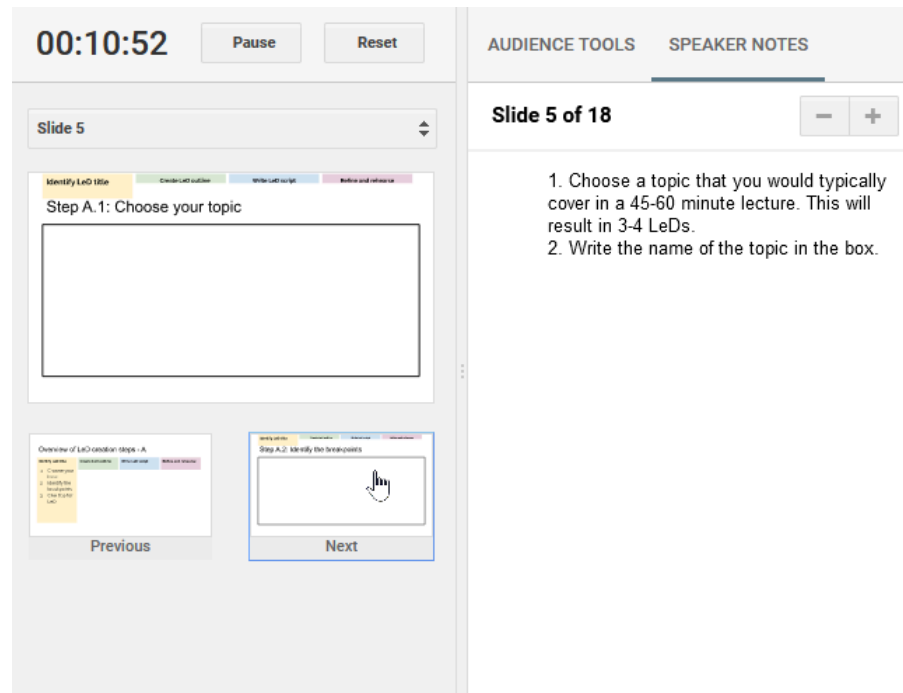 00:10:52
Pause
Reset
AUDIENCE TOOLS
SPEAKER NOTES
Slide 5
Slide 5 of 18
− +
Identify LeD title
Create LeD outline
Write LeD script
Refine and rehearse
Step A.1: Choose your topic
1. Choose a topic that you would typically
cover in a 45-60 minute lecture. This will
result in 3-4 LeDs.
2. Write the name of the topic in the box.
Overview of LeD creation steps - A
Step A.2: Identify the breakpoints
Previous
Next